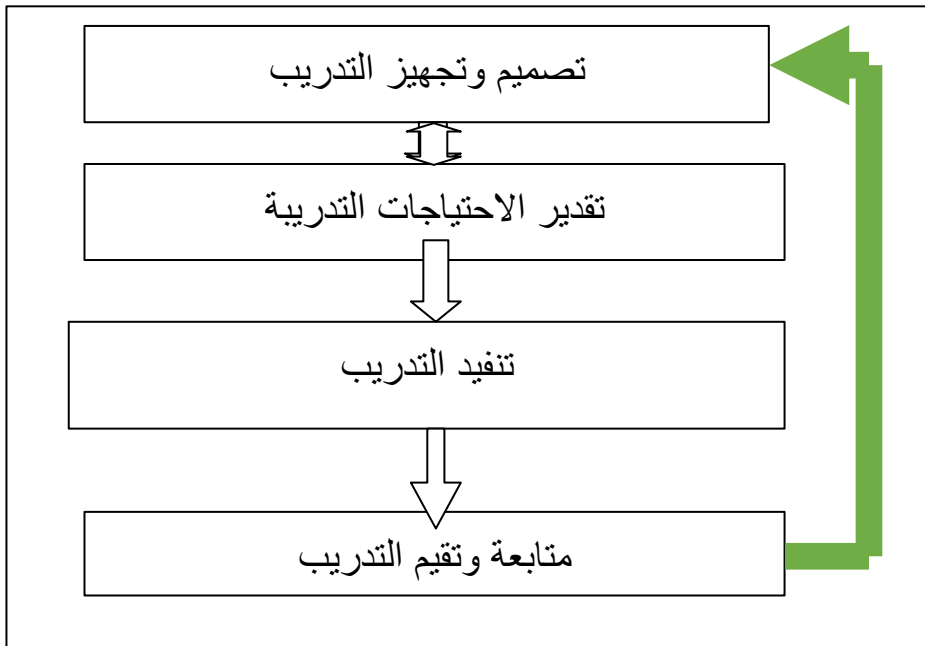 تصميم وتجهيز التدريب
تقدير الاحتياجات التدريبة
تنفيد التدريب
متابعة وتقيم التدريب